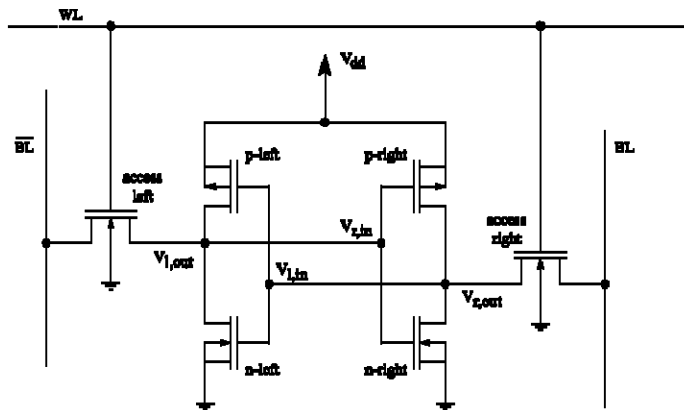 WL
V_dd
B̅L̅
BL
p-left
p-right
access
left
access
right
V_r,in
V_l,out
V_l,in
V_r,out
n-left
n-right